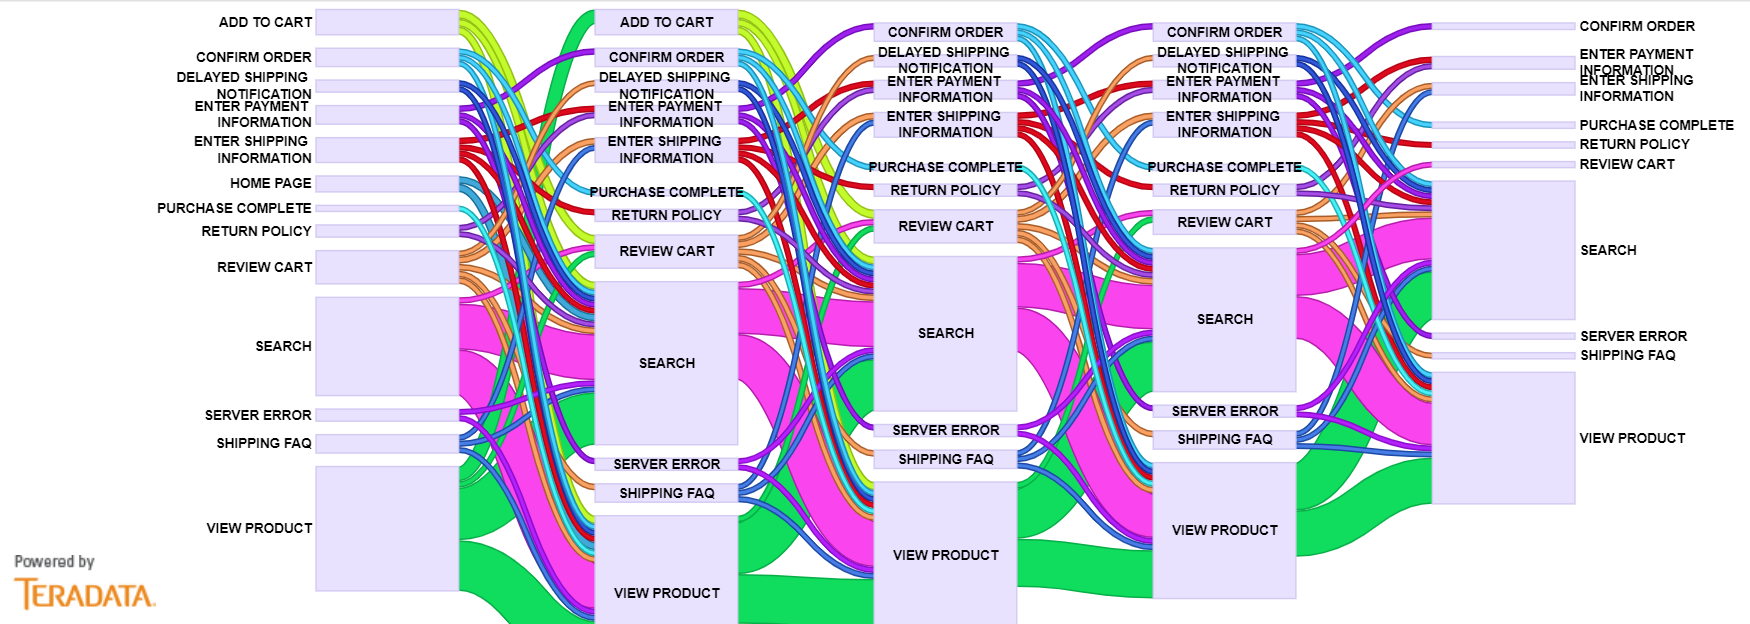 ADD TO CART
CONFIRM ORDER
DELAYED SHIPPING
NOTIFICATION
ENTER PAYMENT
INFORMATION
ENTER SHIPPING
INFORMATION
HOME PAGE
PURCHASE COMPLETE
RETURN POLICY
REVIEW CART
SEARCH
SERVER ERROR
SHIPPING FAQ
VIEW PRODUCT
ADD TO CART
CONFIRM ORDER
DELAYED SHIPPING
NOTIFICATION
ENTER PAYMENT
INFORMATION
ENTER SHIPPING
INFORMATION
PURCHASE COMPLETE
RETURN POLICY
REVIEW CART
SEARCH
SERVER ERROR
SHIPPING FAQ
VIEW PRODUCT
CONFIRM ORDER
DELAYED SHIPPING
NOTIFICATION
ENTER PAYMENT
INFORMATION
ENTER SHIPPING
INFORMATION
PURCHASE COMPLETE
RETURN POLICY
REVIEW CART
SEARCH
SERVER ERROR
SHIPPING FAQ
VIEW PRODUCT
CONFIRM ORDER
DELAYED SHIPPING
NOTIFICATION
ENTER PAYMENT
INFORMATION
ENTER SHIPPING
INFORMATION
PURCHASE COMPLETE
RETURN POLICY
REVIEW CART
SEARCH
SERVER ERROR
SHIPPING FAQ
VIEW PRODUCT
CONFIRM ORDER
ENTER PAYMENT
INFORMATION
ENTER SHIPPING
INFORMATION
PURCHASE COMPLETE
RETURN POLICY
REVIEW CART
SEARCH
SERVER ERROR
SHIPPING FAQ
VIEW PRODUCT
Powered by
TERADATA.